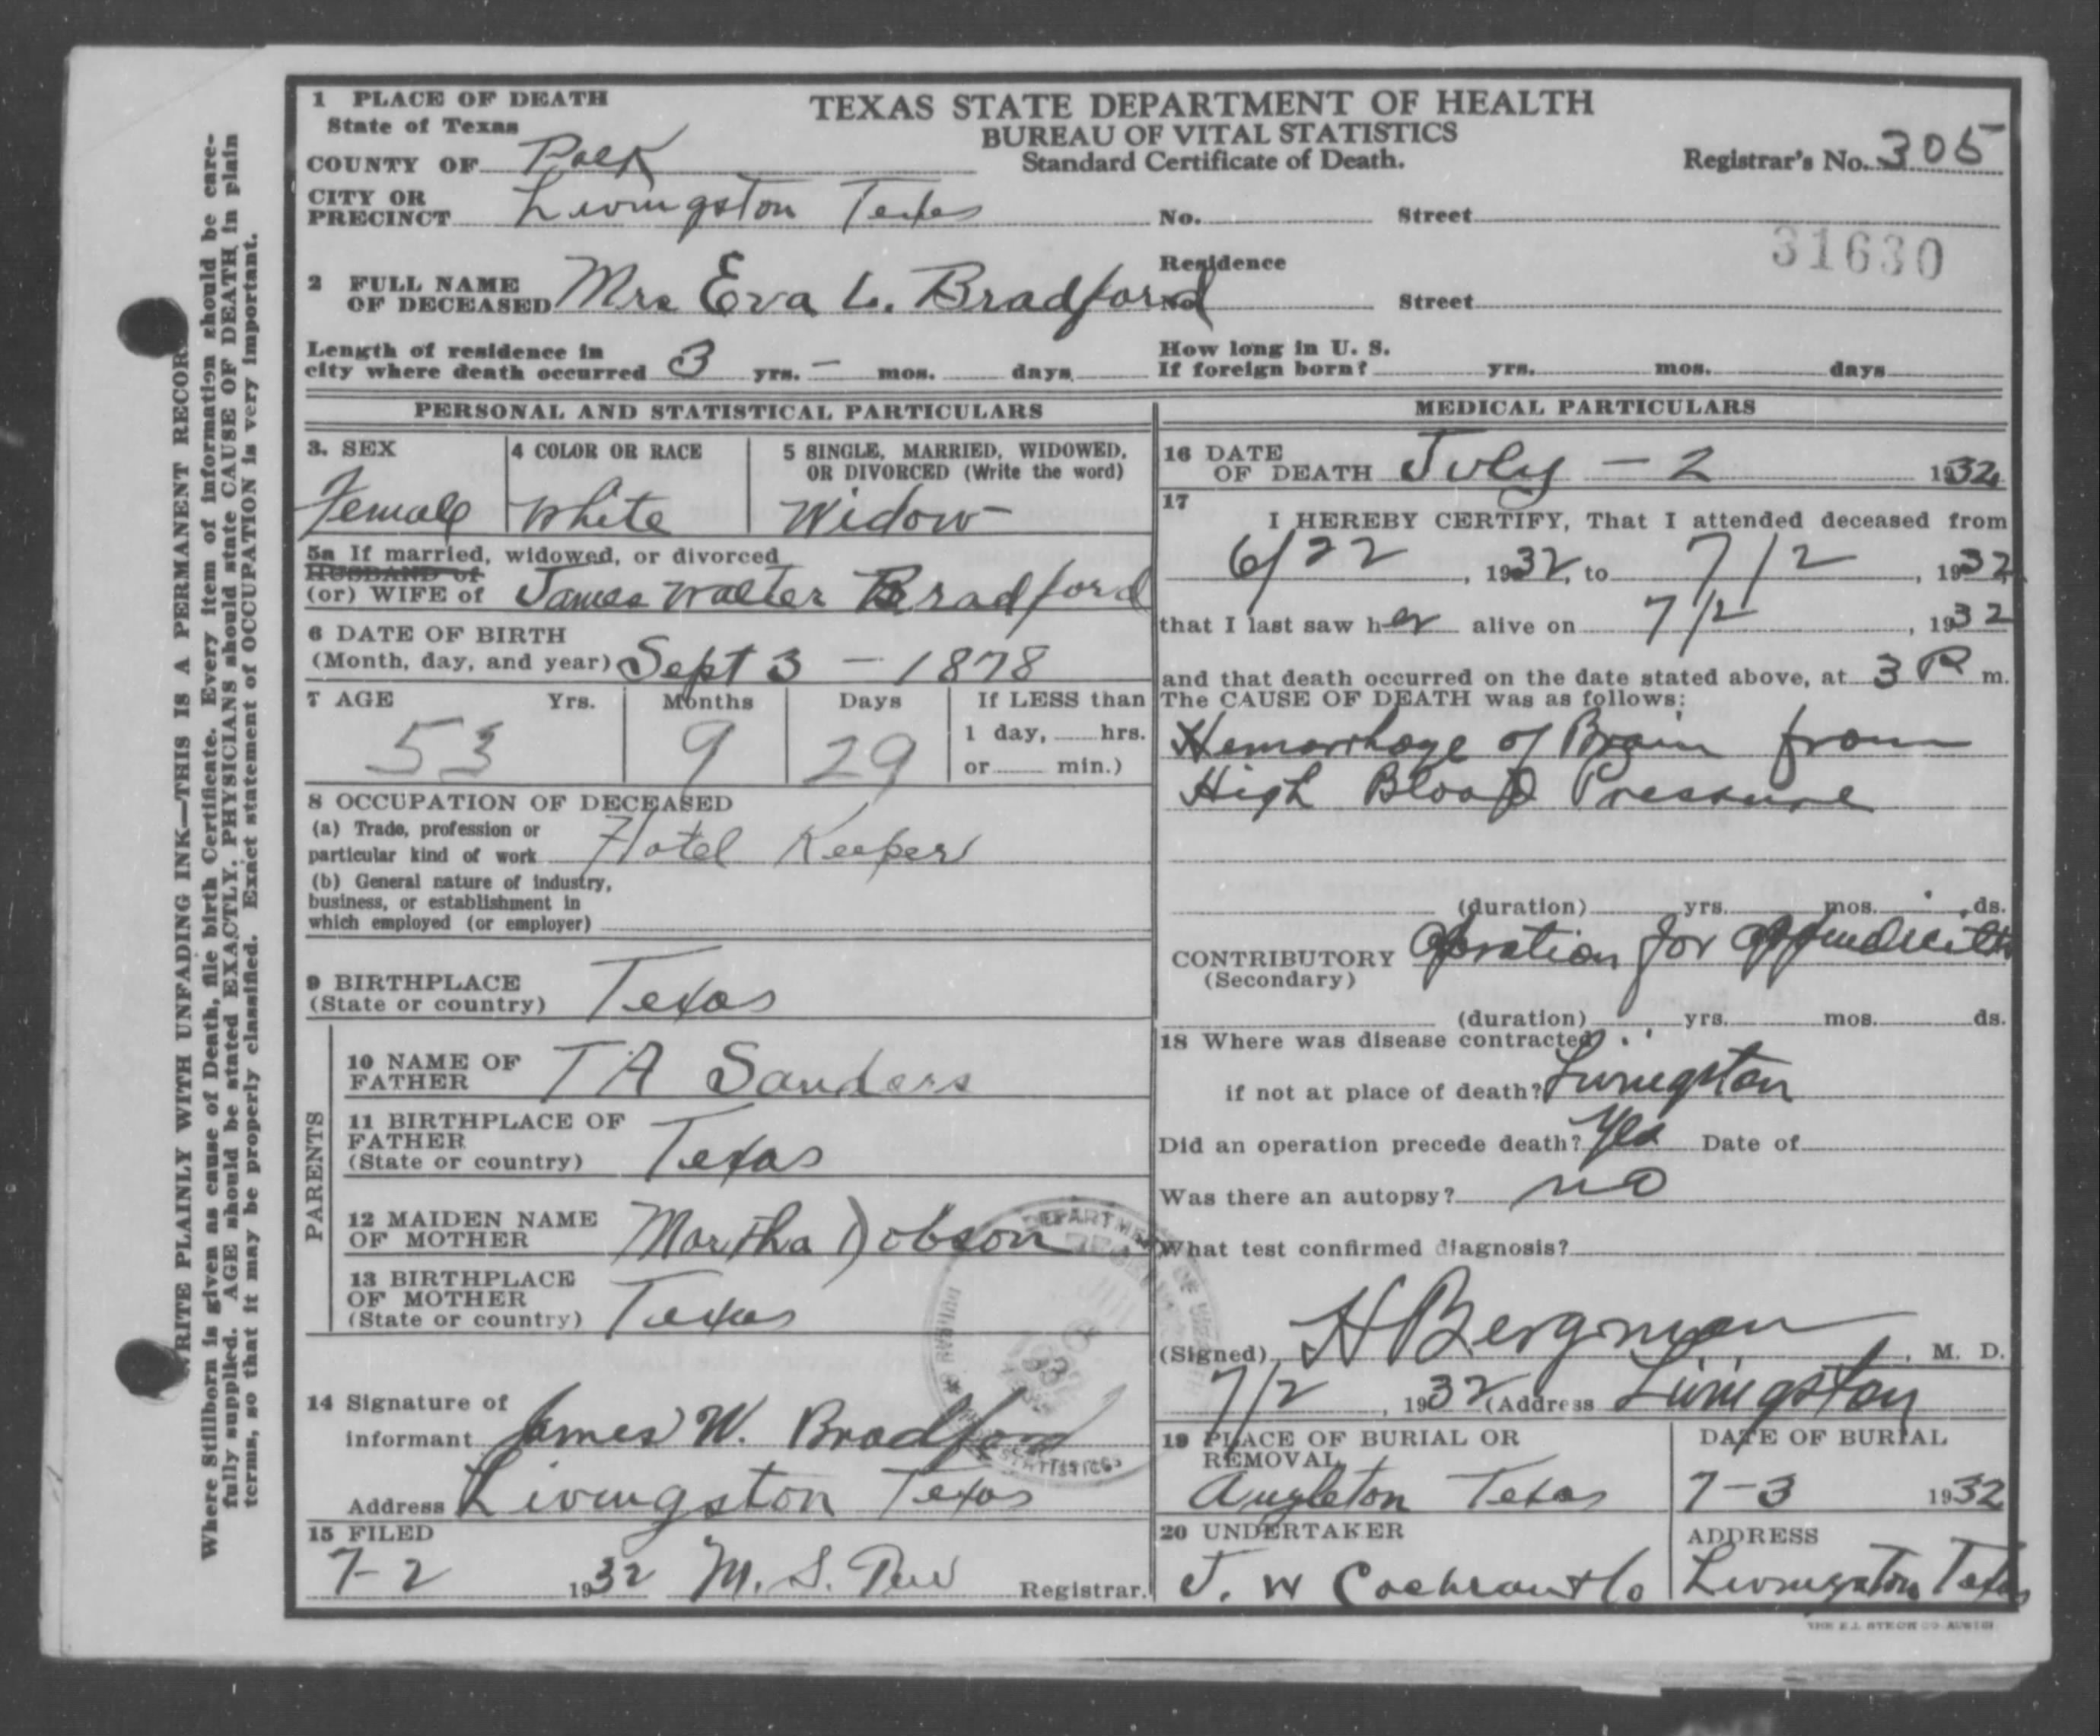 WRITE PLAINLY WITH UNFADING INK—THIS IS A PERMANENT RECORD
Where Stillborn is given as cause of Death, file birth Certificate. Every item of information should be care-
fully supplied. AGE should be stated EXACTLY. PHYSICIANS should state CAUSE OF DEATH in plain
terms, so that it may be properly classified. Exact statement of OCCUPATION is very important.
TEXAS STATE DEPARTMENT OF HEALTH
BUREAU OF VITAL STATISTICS
Standard Certificate of Death.
Registrar's No. 305
31630
1 PLACE OF DEATH
State of Texas
COUNTY OF Polk
CITY OR PRECINCT Livingston Texas
No. Street
2 FULL NAME OF DECEASED Mrs Eva L. Bradford
Residence
No. Street
Length of residence in
city where death occurred 3 yrs. – mos. days
How long in U. S.
If foreign born? yrs. mos. days
PERSONAL AND STATISTICAL PARTICULARS
3. SEX
Female
4 COLOR OR RACE
White
5 SINGLE, MARRIED, WIDOWED,
OR DIVORCED (Write the word)
Widow
5a If married, widowed, or divorced
HUSBAND of
(or) WIFE of James Walter Bradford
6 DATE OF BIRTH
(Month, day, and year) Sept 3 – 1878
7 AGE Yrs. Months Days If LESS than
53 9 29
1 day, hrs.
or min.)
8 OCCUPATION OF DECEASED
(a) Trade, profession or
particular kind of work Hotel Keeper
(b) General nature of industry,
business, or establishment in
which employed (or employer)
9 BIRTHPLACE
(State or country) Texas
PARENTS
10 NAME OF
FATHER T A Sanders
11 BIRTHPLACE OF
FATHER
(State or country) Texas
12 MAIDEN NAME
OF MOTHER Martha Dobson
13 BIRTHPLACE
OF MOTHER
(State or country) Texas
14 Signature of
informant James W. Bradford
Address Livingston Texas
15 FILED
7-2 1932 M. S. Registrar.
MEDICAL PARTICULARS
16 DATE
OF DEATH July – 2 1932
17
I HEREBY CERTIFY, That I attended deceased from
6/22, 1932, to 7/2, 1932
that I last saw her alive on 7/2, 1932
and that death occurred on the date stated above, at 3 P m.
The CAUSE OF DEATH was as follows:
Hemorrhage of Brain from
High Blood Pressure
(duration) yrs. mos. ds.
CONTRIBUTORY Operation for appendicitis
(Secondary)
(duration) yrs. mos. ds.
18 Where was disease contracted
if not at place of death? Livingston
Did an operation precede death? Yes Date of
Was there an autopsy? no
What test confirmed diagnosis?
(Signed) H Bergman, M. D.
7/2, 1932 (Address Livingston
19 PLACE OF BURIAL OR
REMOVAL
Angleton Texas
DATE OF BURIAL
7-3 1932
20 UNDERTAKER
J. W Cochran & Co
ADDRESS
Livingston Texas